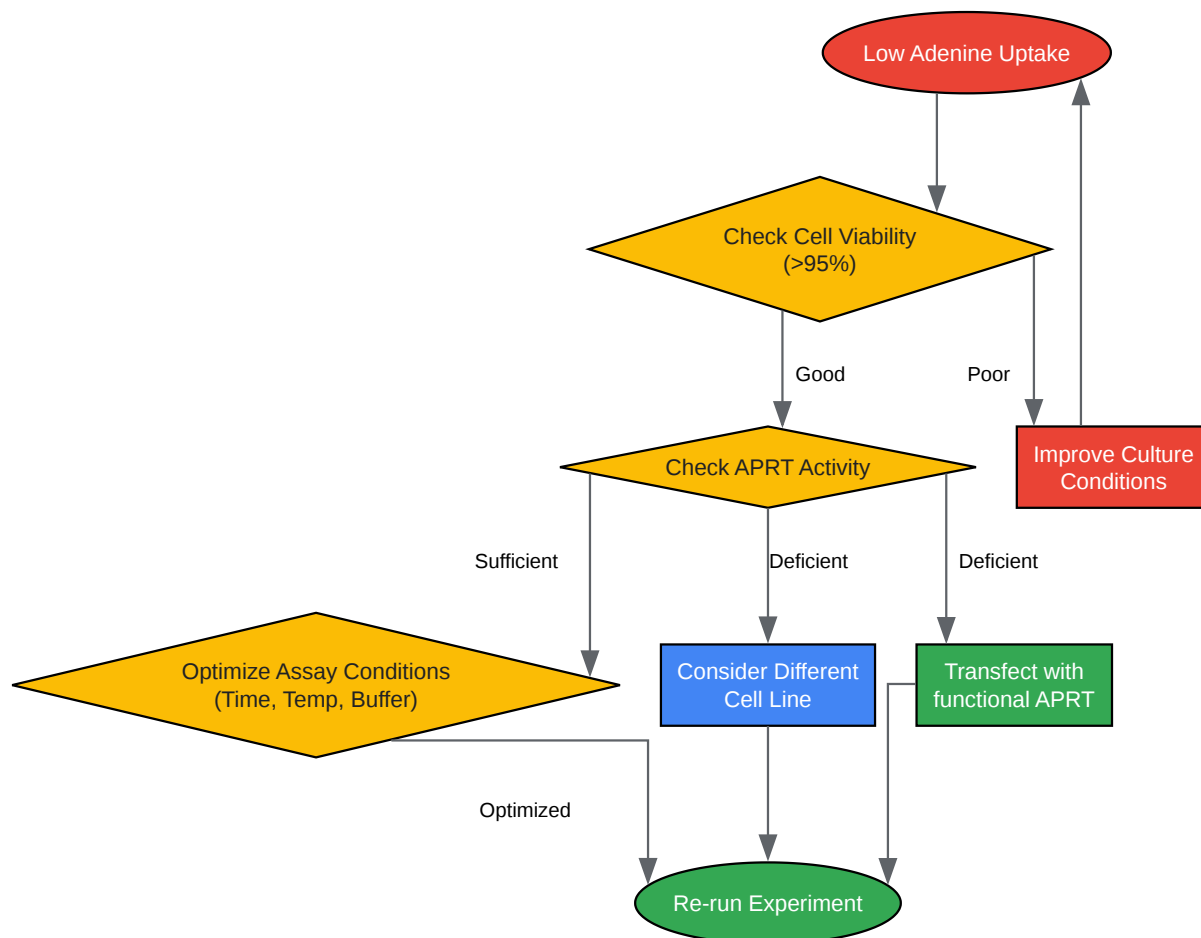 Low Adenine Uptake
Check Cell Viability
(>95%)
Good
Poor
Check APRT Activity
Improve Culture
Conditions
Sufficient
Deficient
Deficient
Optimize Assay Conditions
(Time, Temp, Buffer)
Consider Different
Cell Line
Transfect with
functional APRT
Optimized
Re-run Experiment